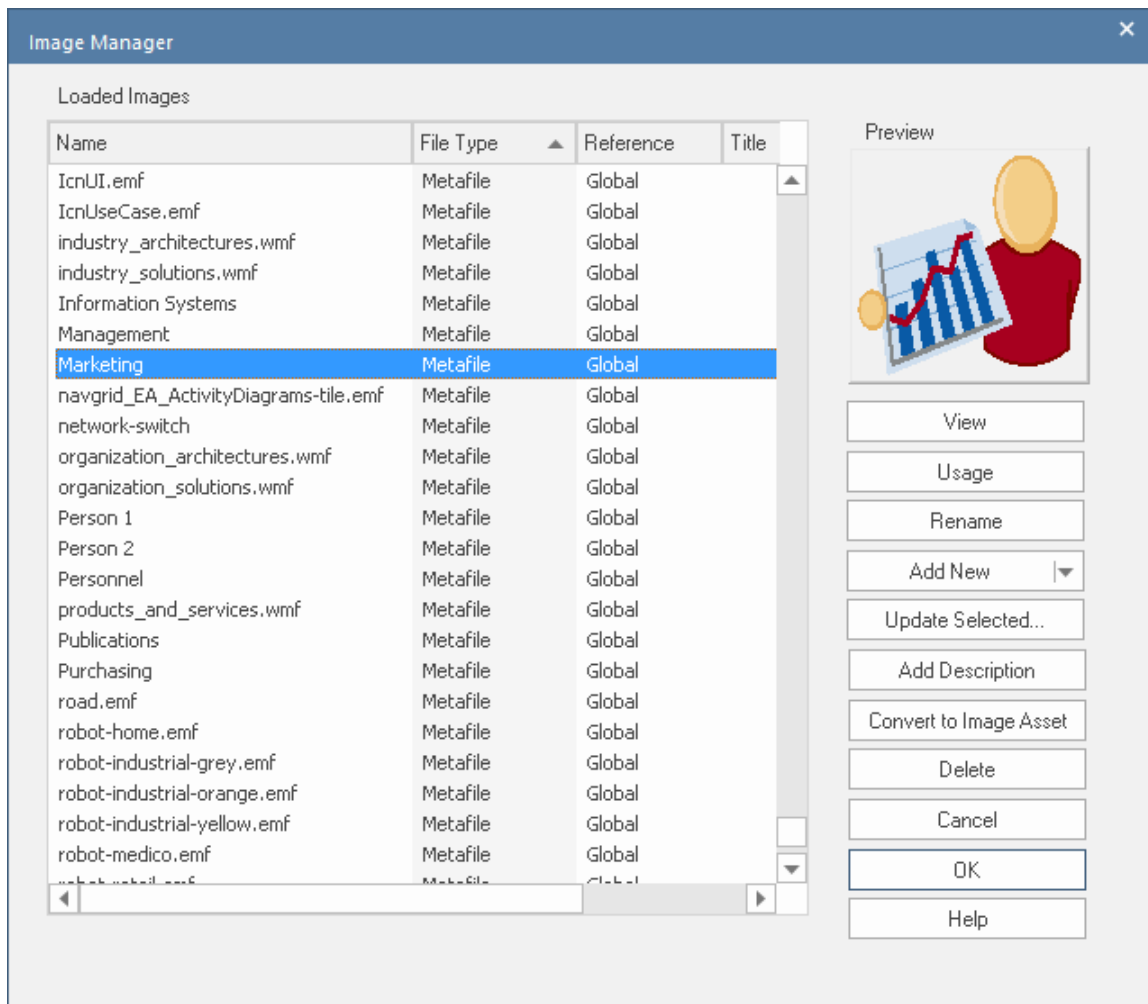 Image Manager
Loaded Images
Name File Type Reference Title
IcnUI.emf Metafile Global
IcnUseCase.emf Metafile Global
industry_architectures.wmf Metafile Global
industry_solutions.wmf Metafile Global
Information Systems Metafile Global
Management Metafile Global
Marketing Metafile Global
navgrid_EA_ActivityDiagrams-tile.emf Metafile Global
network-switch Metafile Global
organization_architectures.wmf Metafile Global
organization_solutions.wmf Metafile Global
Person 1 Metafile Global
Person 2 Metafile Global
Personnel Metafile Global
products_and_services.wmf Metafile Global
Publications Metafile Global
Purchasing Metafile Global
road.emf Metafile Global
robot-home.emf Metafile Global
robot-industrial-grey.emf Metafile Global
robot-industrial-orange.emf Metafile Global
robot-industrial-yellow.emf Metafile Global
robot-medico.emf Metafile Global
Preview
View
Usage
Rename
Add New
Update Selected...
Add Description
Convert to Image Asset
Delete
Cancel
OK
Help